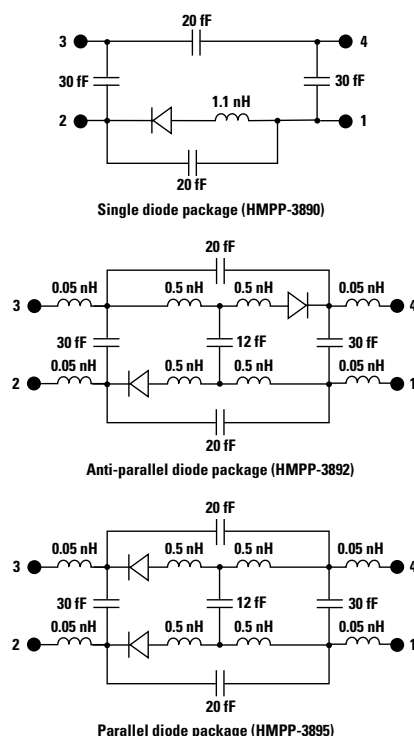 20 fF
3
4
30 fF
30 fF
1.1 nH
2
1
20 fF
Single diode package (HMPP-3890)
20 fF
0.05 nH 0.5 nH 0.5 nH 0.05 nH
3
4
30 fF 12 fF 30 fF
0.05 nH 0.5 nH 0.5 nH 0.05 nH
2
1
20 fF
Anti-parallel diode package (HMPP-3892)
20 fF
0.05 nH 0.5 nH 0.5 nH 0.05 nH
3
4
30 fF 12 fF 30 fF
0.05 nH 0.5 nH 0.5 nH 0.05 nH
2
1
20 fF
Parallel diode package (HMPP-3895)